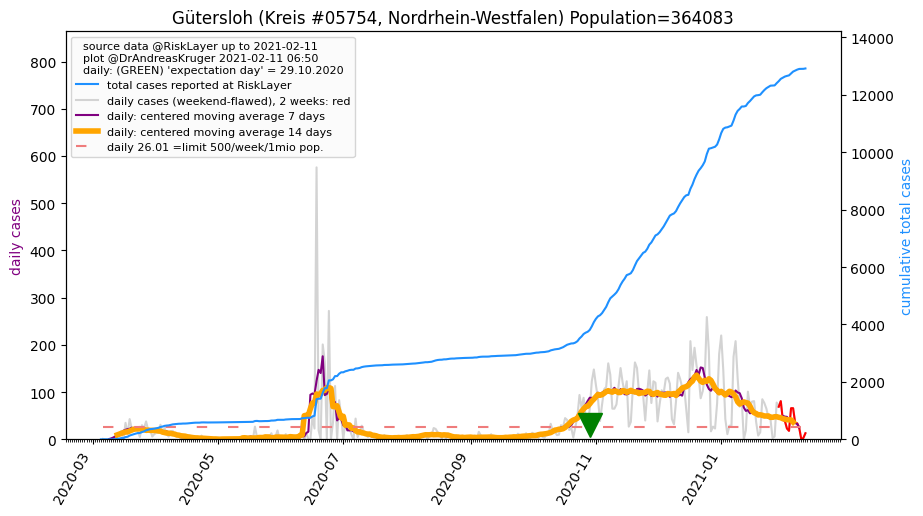 Gütersloh (Kreis #05754, Nordrhein-Westfalen) Population=364083
source data @RiskLayer up to 2021-02-11
plot @DrAndreasKruger 2021-02-11 06:50
daily: (GREEN) 'expectation day' = 29.10.2020
total cases reported at RiskLayer
daily cases (weekend-flawed), 2 weeks: red
daily: centered moving average 7 days
daily: centered moving average 14 days
daily 26.01 =limit 500/week/1mio pop.
daily cases
800
700
600
500
400
300
200
100
0
cumulative total cases
14000
12000
10000
8000
6000
4000
2000
0
2020-03
2020-05
2020-07
2020-09
2020-11
2021-01